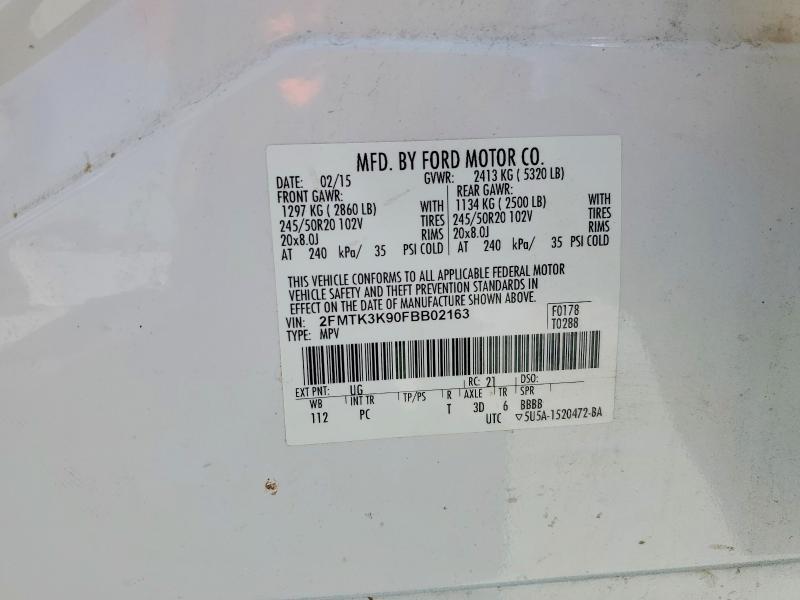 MFD. BY FORD MOTOR CO.
DATE: 02/15 GVWR: 2413 KG ( 5320 LB)
FRONT GAWR: REAR GAWR:
1297 KG ( 2860 LB) WITH 1134 KG ( 2500 LB) WITH
245/50R20 102V TIRES 245/50R20 102V TIRES
20x8.0J RIMS 20x8.0J RIMS
AT 240 kPa/ 35 PSI COLD AT 240 kPa/ 35 PSI COLD
THIS VEHICLE CONFORMS TO ALL APPLICABLE FEDERAL MOTOR
VEHICLE SAFETY AND THEFT PREVENTION STANDARDS IN
EFFECT ON THE DATE OF MANUFACTURE SHOWN ABOVE.
VIN: 2FMTK3K90FBB02163 F0178
TYPE: MPV T0288
EXT PNT: UG RC: 21 DSO:
WB INT TR TP/PS R AXLE TR SPR
112 PC T 3D 6 BBBB
UTC ▽5U5A-1520472-BA